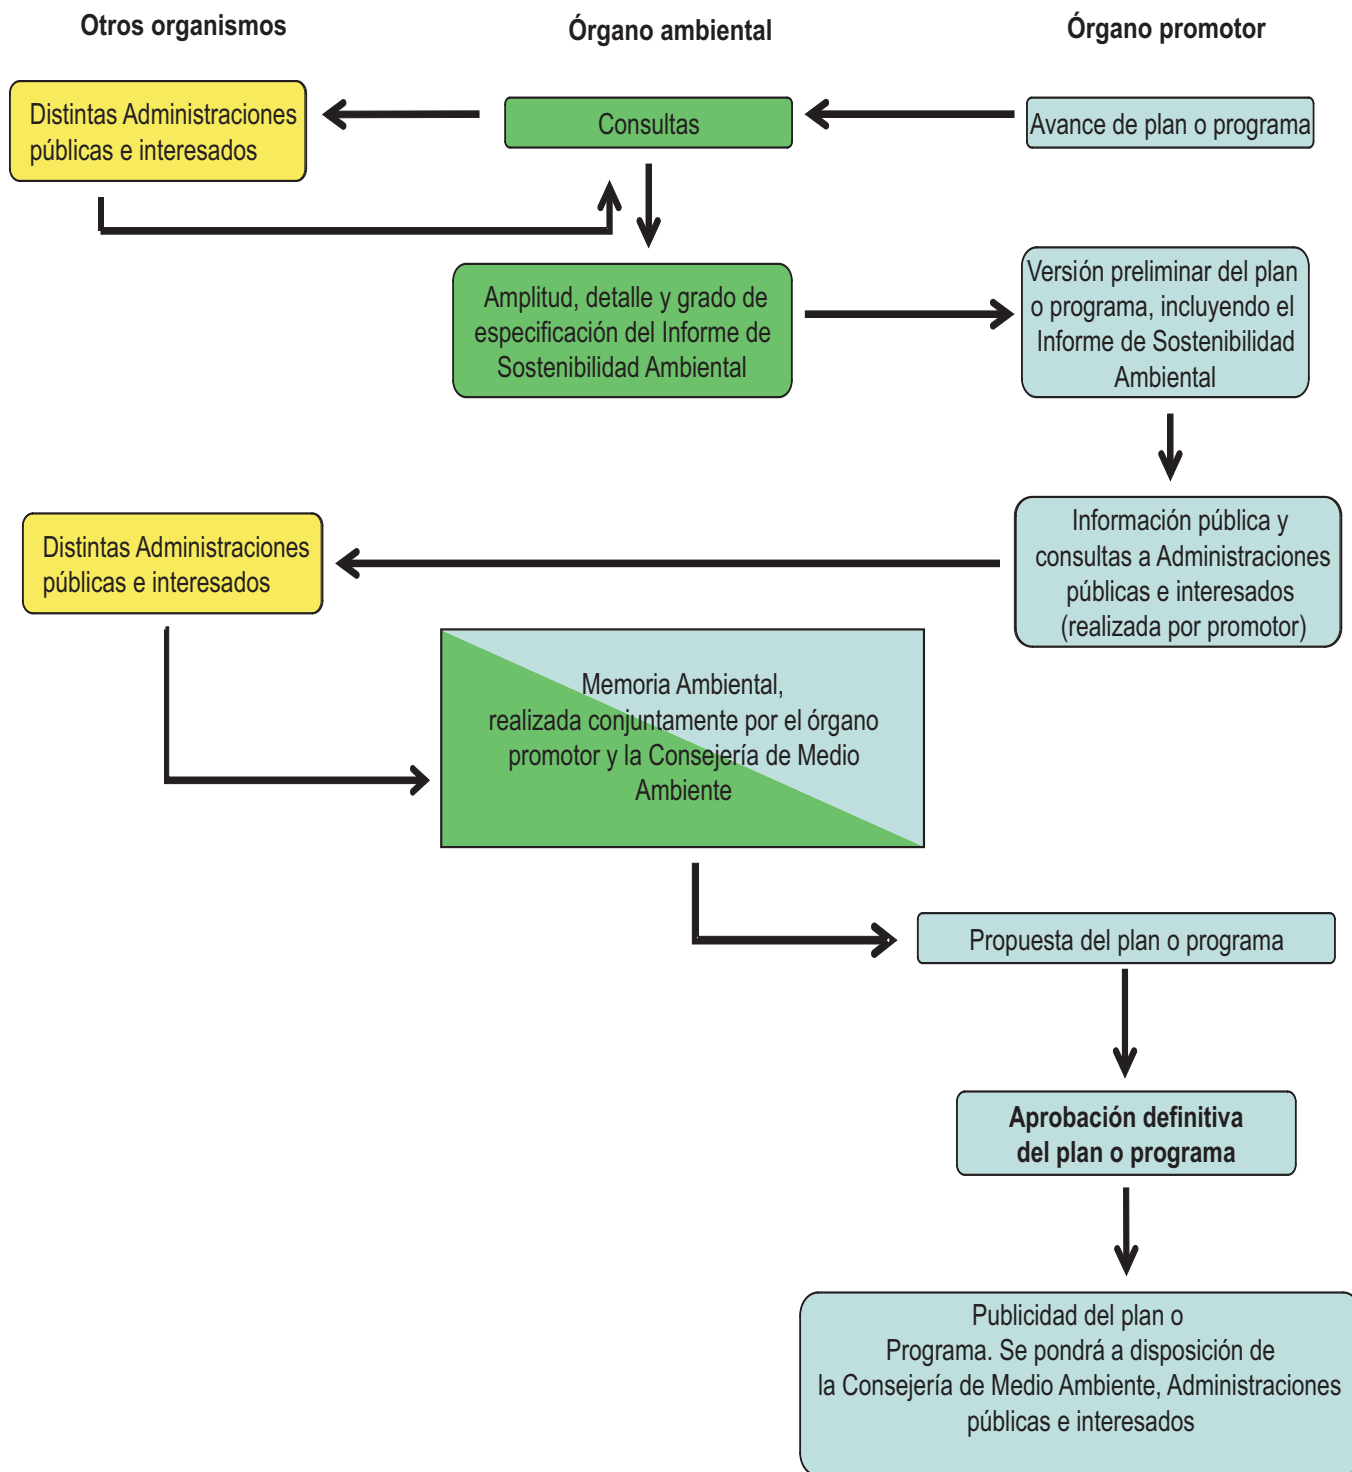 Otros organismos
Órgano ambiental
Órgano promotor
Distintas Administraciones
públicas e interesados
Consultas
Avance de plan o programa
Amplitud, detalle y grado de
especificación del Informe de
Sostenibilidad Ambiental
Versión preliminar del plan
o programa, incluyendo el
Informe de Sostenibilidad
Ambiental
Distintas Administraciones
públicas e interesados
Información pública y
consultas a Administraciones
públicas e interesados
(realizada por promotor)
Memoria Ambiental,
realizada conjuntamente por el órgano
promotor y la Consejería de Medio
Ambiente
Propuesta del plan o programa
Aprobación definitiva
del plan o programa
Publicidad del plan o
Programa. Se pondrá a disposición de
la Consejería de Medio Ambiente, Administraciones
públicas e interesados